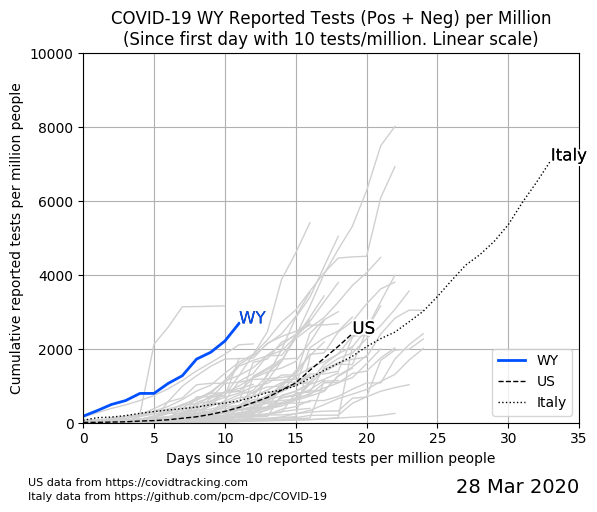 COVID-19 WY Reported Tests (Pos + Neg) per Million
(Since first day with 10 tests/million. Linear scale)
Cumulative reported tests per million people
10000
8000
6000
4000
2000
0
Italy
WY
US
WY
US
Italy
0 5 10 15 20 25 30 35
Days since 10 reported tests per million people
US data from https://covidtracking.com
Italy data from https://github.com/pcm-dpc/COVID-19
28 Mar 2020